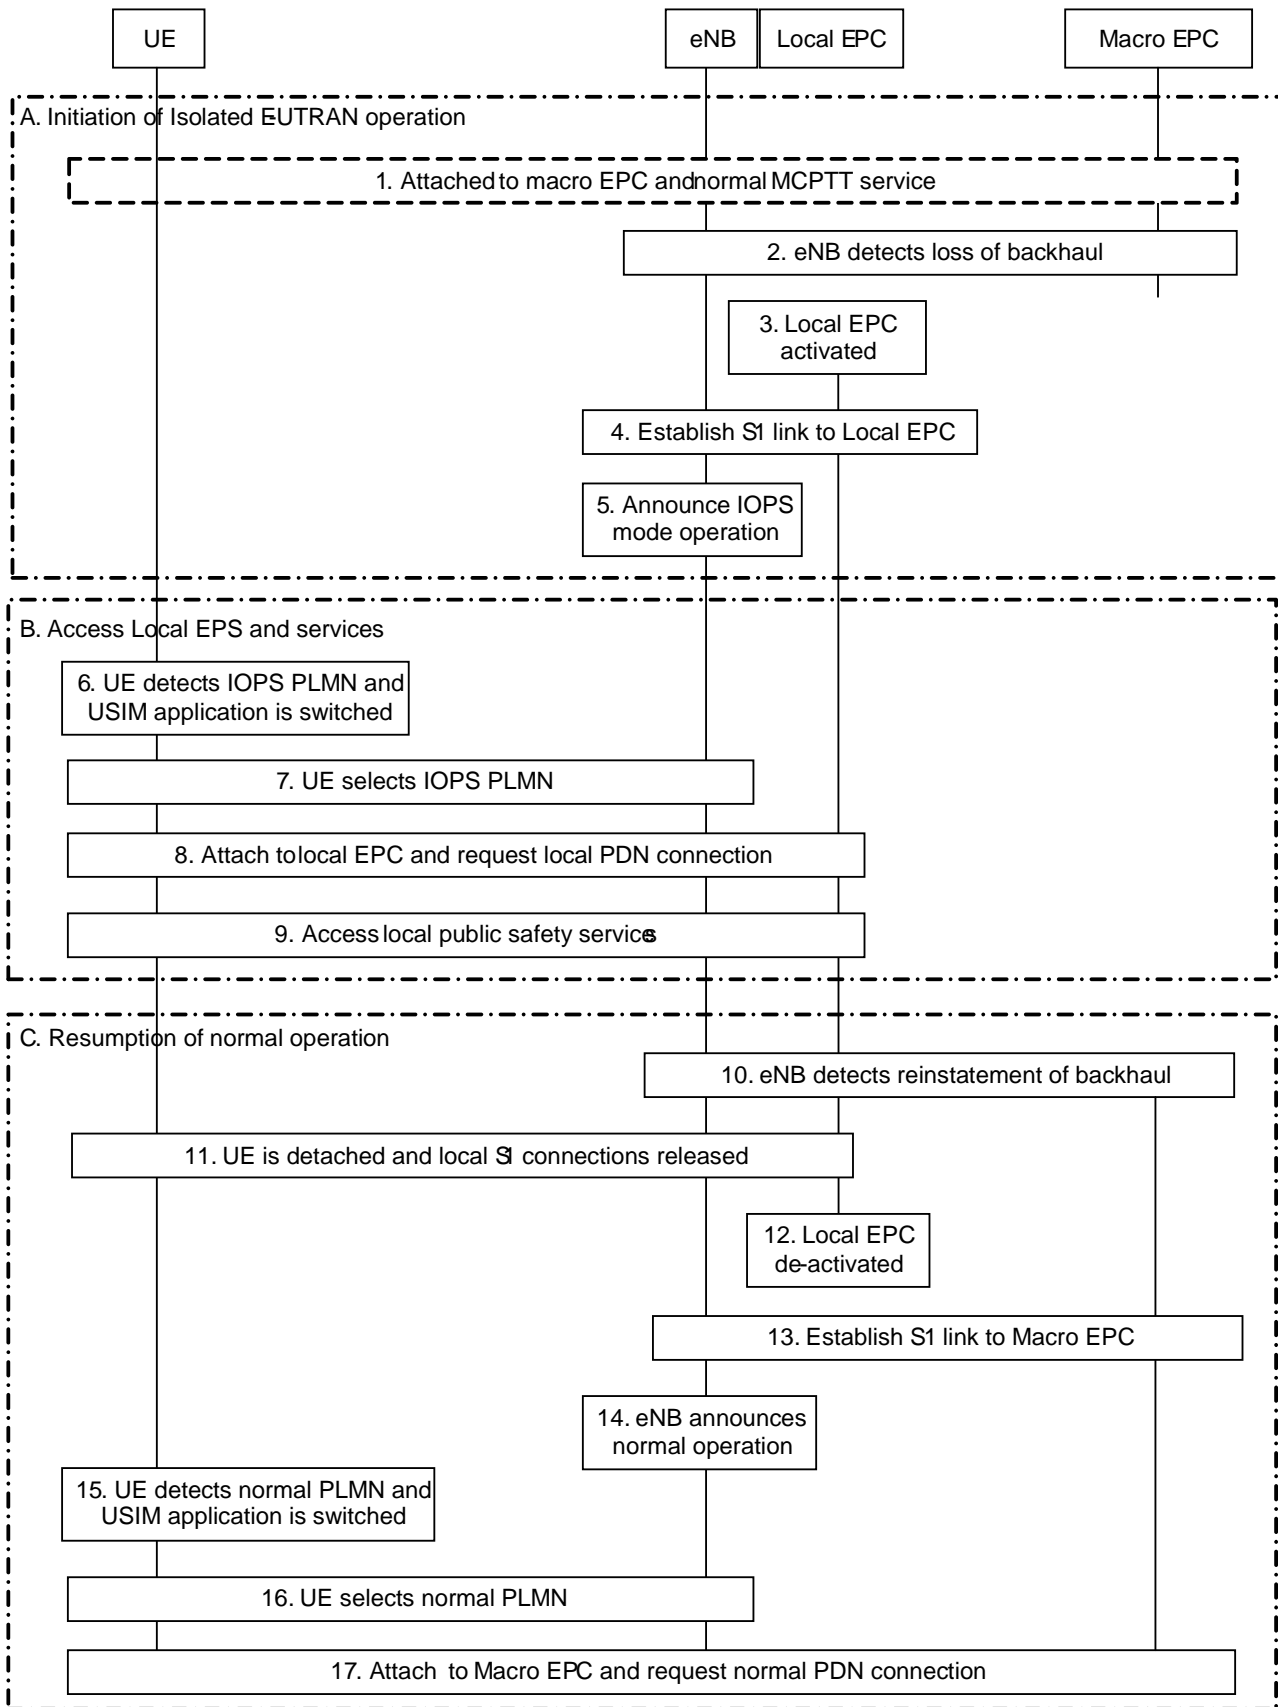 UE
eNB
Local EPC
Macro EPC
A. Initiation of Isolated E-UTRAN operation
1. Attached to macro EPC and normal MCPTT service
2. eNB detects loss of backhaul
3. Local EPC
activated
4. Establish S1 link to Local EPC
5. Announce IOPS
mode operation
B. Access Local EPS and services
6. UE detects IOPS PLMN and
USIM application is switched
7. UE selects IOPS PLMN
8. Attach to local EPC and request local PDN connection
9. Access local public safety services
C. Resumption of normal operation
10. eNB detects reinstatement of backhaul
11. UE is detached and local S1 connections released
12. Local EPC
de-activated
13. Establish S1 link to Macro EPC
14. eNB announces
normal operation
15. UE detects normal PLMN and
USIM application is switched
16. UE selects normal PLMN
17. Attach to Macro EPC and request normal PDN connection